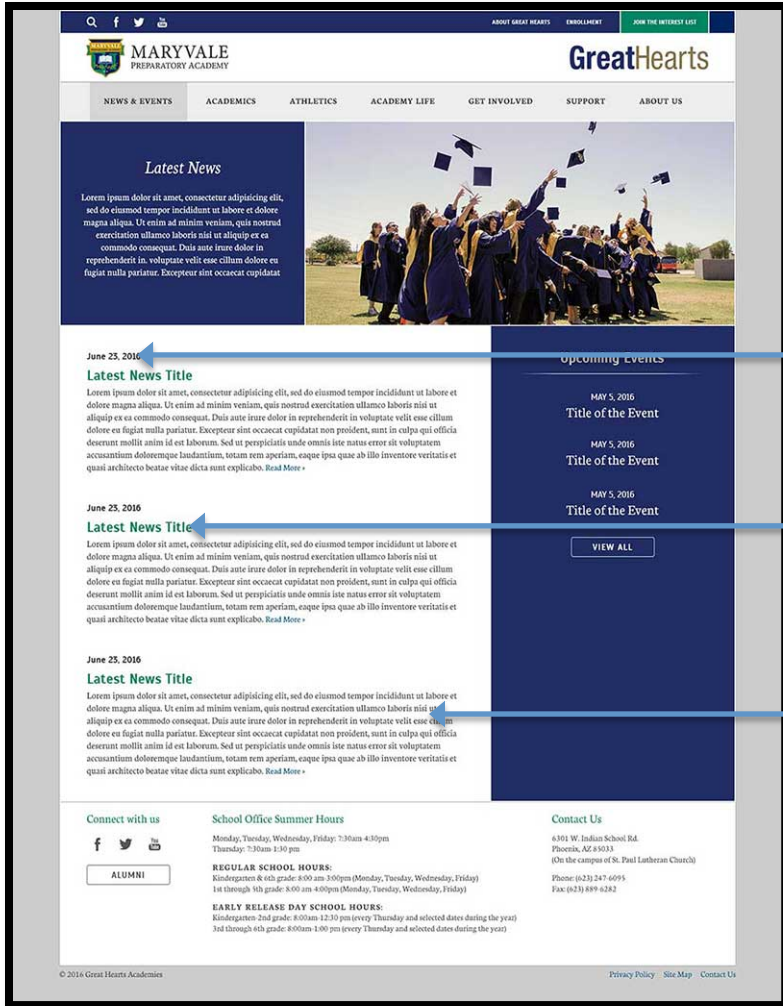 ABOUT GREAT HEARTS ENROLLMENT JOIN THE INTEREST LIST
MARYVALE
MARYVALE
PREPARATORY ACADEMY
GreatHearts
NEWS & EVENTS ACADEMICS ATHLETICS ACADEMY LIFE GET INVOLVED SUPPORT ABOUT US
Latest News
Lorem ipsum dolor sit amet, consectetur adipisicing elit,
sed do eiusmod tempor incididunt ut labore et dolore
magna aliqua. Ut enim ad minim veniam, quis nostrud
exercitation ullamco laboris nisi ut aliquip ex ea
commodo consequat. Duis aute irure dolor in
reprehenderit in. voluptate velit esse cillum dolore eu
fugiat nulla pariatur. Excepteur sint occaecat cupidatat
June 23, 2016
Latest News Title
Lorem ipsum dolor sit amet, consectetur adipisicing elit, sed do eiusmod tempor incididunt ut labore et
dolore magna aliqua. Ut enim ad minim veniam, quis nostrud exercitation ullamco laboris nisi ut
aliquip ex ea commodo consequat. Duis aute irure dolor in reprehenderit in voluptate velit esse cillum
dolore eu fugiat nulla pariatur. Excepteur sint occaecat cupidatat non proident, sunt in culpa qui officia
deserunt mollit anim id est laborum. Sed ut perspiciatis unde omnis iste natus error sit voluptatem
accusantium doloremque laudantium, totam rem aperiam, eaque ipsa quae ab illo inventore veritatis et
quasi architecto beatae vitae dicta sunt explicabo. Read More »
June 23, 2016
Latest News Title
Lorem ipsum dolor sit amet, consectetur adipisicing elit, sed do eiusmod tempor incididunt ut labore et
dolore magna aliqua. Ut enim ad minim veniam, quis nostrud exercitation ullamco laboris nisi ut
aliquip ex ea commodo consequat. Duis aute irure dolor in reprehenderit in voluptate velit esse cillum
dolore eu fugiat nulla pariatur. Excepteur sint occaecat cupidatat non proident, sunt in culpa qui officia
deserunt mollit anim id est laborum. Sed ut perspiciatis unde omnis iste natus error sit voluptatem
accusantium doloremque laudantium, totam rem aperiam, eaque ipsa quae ab illo inventore veritatis et
quasi architecto beatae vitae dicta sunt explicabo. Read More »
June 23, 2016
Latest News Title
Lorem ipsum dolor sit amet, consectetur adipisicing elit, sed do eiusmod tempor incididunt ut labore et
dolore magna aliqua. Ut enim ad minim veniam, quis nostrud exercitation ullamco laboris nisi ut
aliquip ex ea commodo consequat. Duis aute irure dolor in reprehenderit in voluptate velit esse cillum
dolore eu fugiat nulla pariatur. Excepteur sint occaecat cupidatat non proident, sunt in culpa qui officia
deserunt mollit anim id est laborum. Sed ut perspiciatis unde omnis iste natus error sit voluptatem
accusantium doloremque laudantium, totam rem aperiam, eaque ipsa quae ab illo inventore veritatis et
quasi architecto beatae vitae dicta sunt explicabo. Read More »
Upcoming Events
MAY 5, 2016
Title of the Event
MAY 5, 2016
Title of the Event
MAY 5, 2016
Title of the Event
VIEW ALL
Connect with us
You Tube
ALUMNI
School Office Summer Hours
Monday, Tuesday, Wednesday, Friday: 7:30am-4:30pm
Thursday: 7:30am-1:30 pm
REGULAR SCHOOL HOURS:
Kindergarten & 6th grade: 8:00 am-3:00pm (Monday, Tuesday, Wednesday, Friday)
1st through 5th grade: 8:00 am-4:00pm (Monday, Tuesday, Wednesday, Friday)
EARLY RELEASE DAY SCHOOL HOURS:
Kindergarten-2nd grade: 8:00am-12:30 pm (every Thursday and selected dates during the year)
3rd through 6th grade: 8:00am-1:00 pm (every Thursday and selected dates during the year)
Contact Us
6301 W. Indian School Rd.
Phoenix, AZ 85033
(On the campus of St. Paul Lutheran Church)
Phone: (623) 247-6095
Fax: (623) 889-6282
© 2016 Great Hearts Academies
Privacy Policy Site Map Contact Us